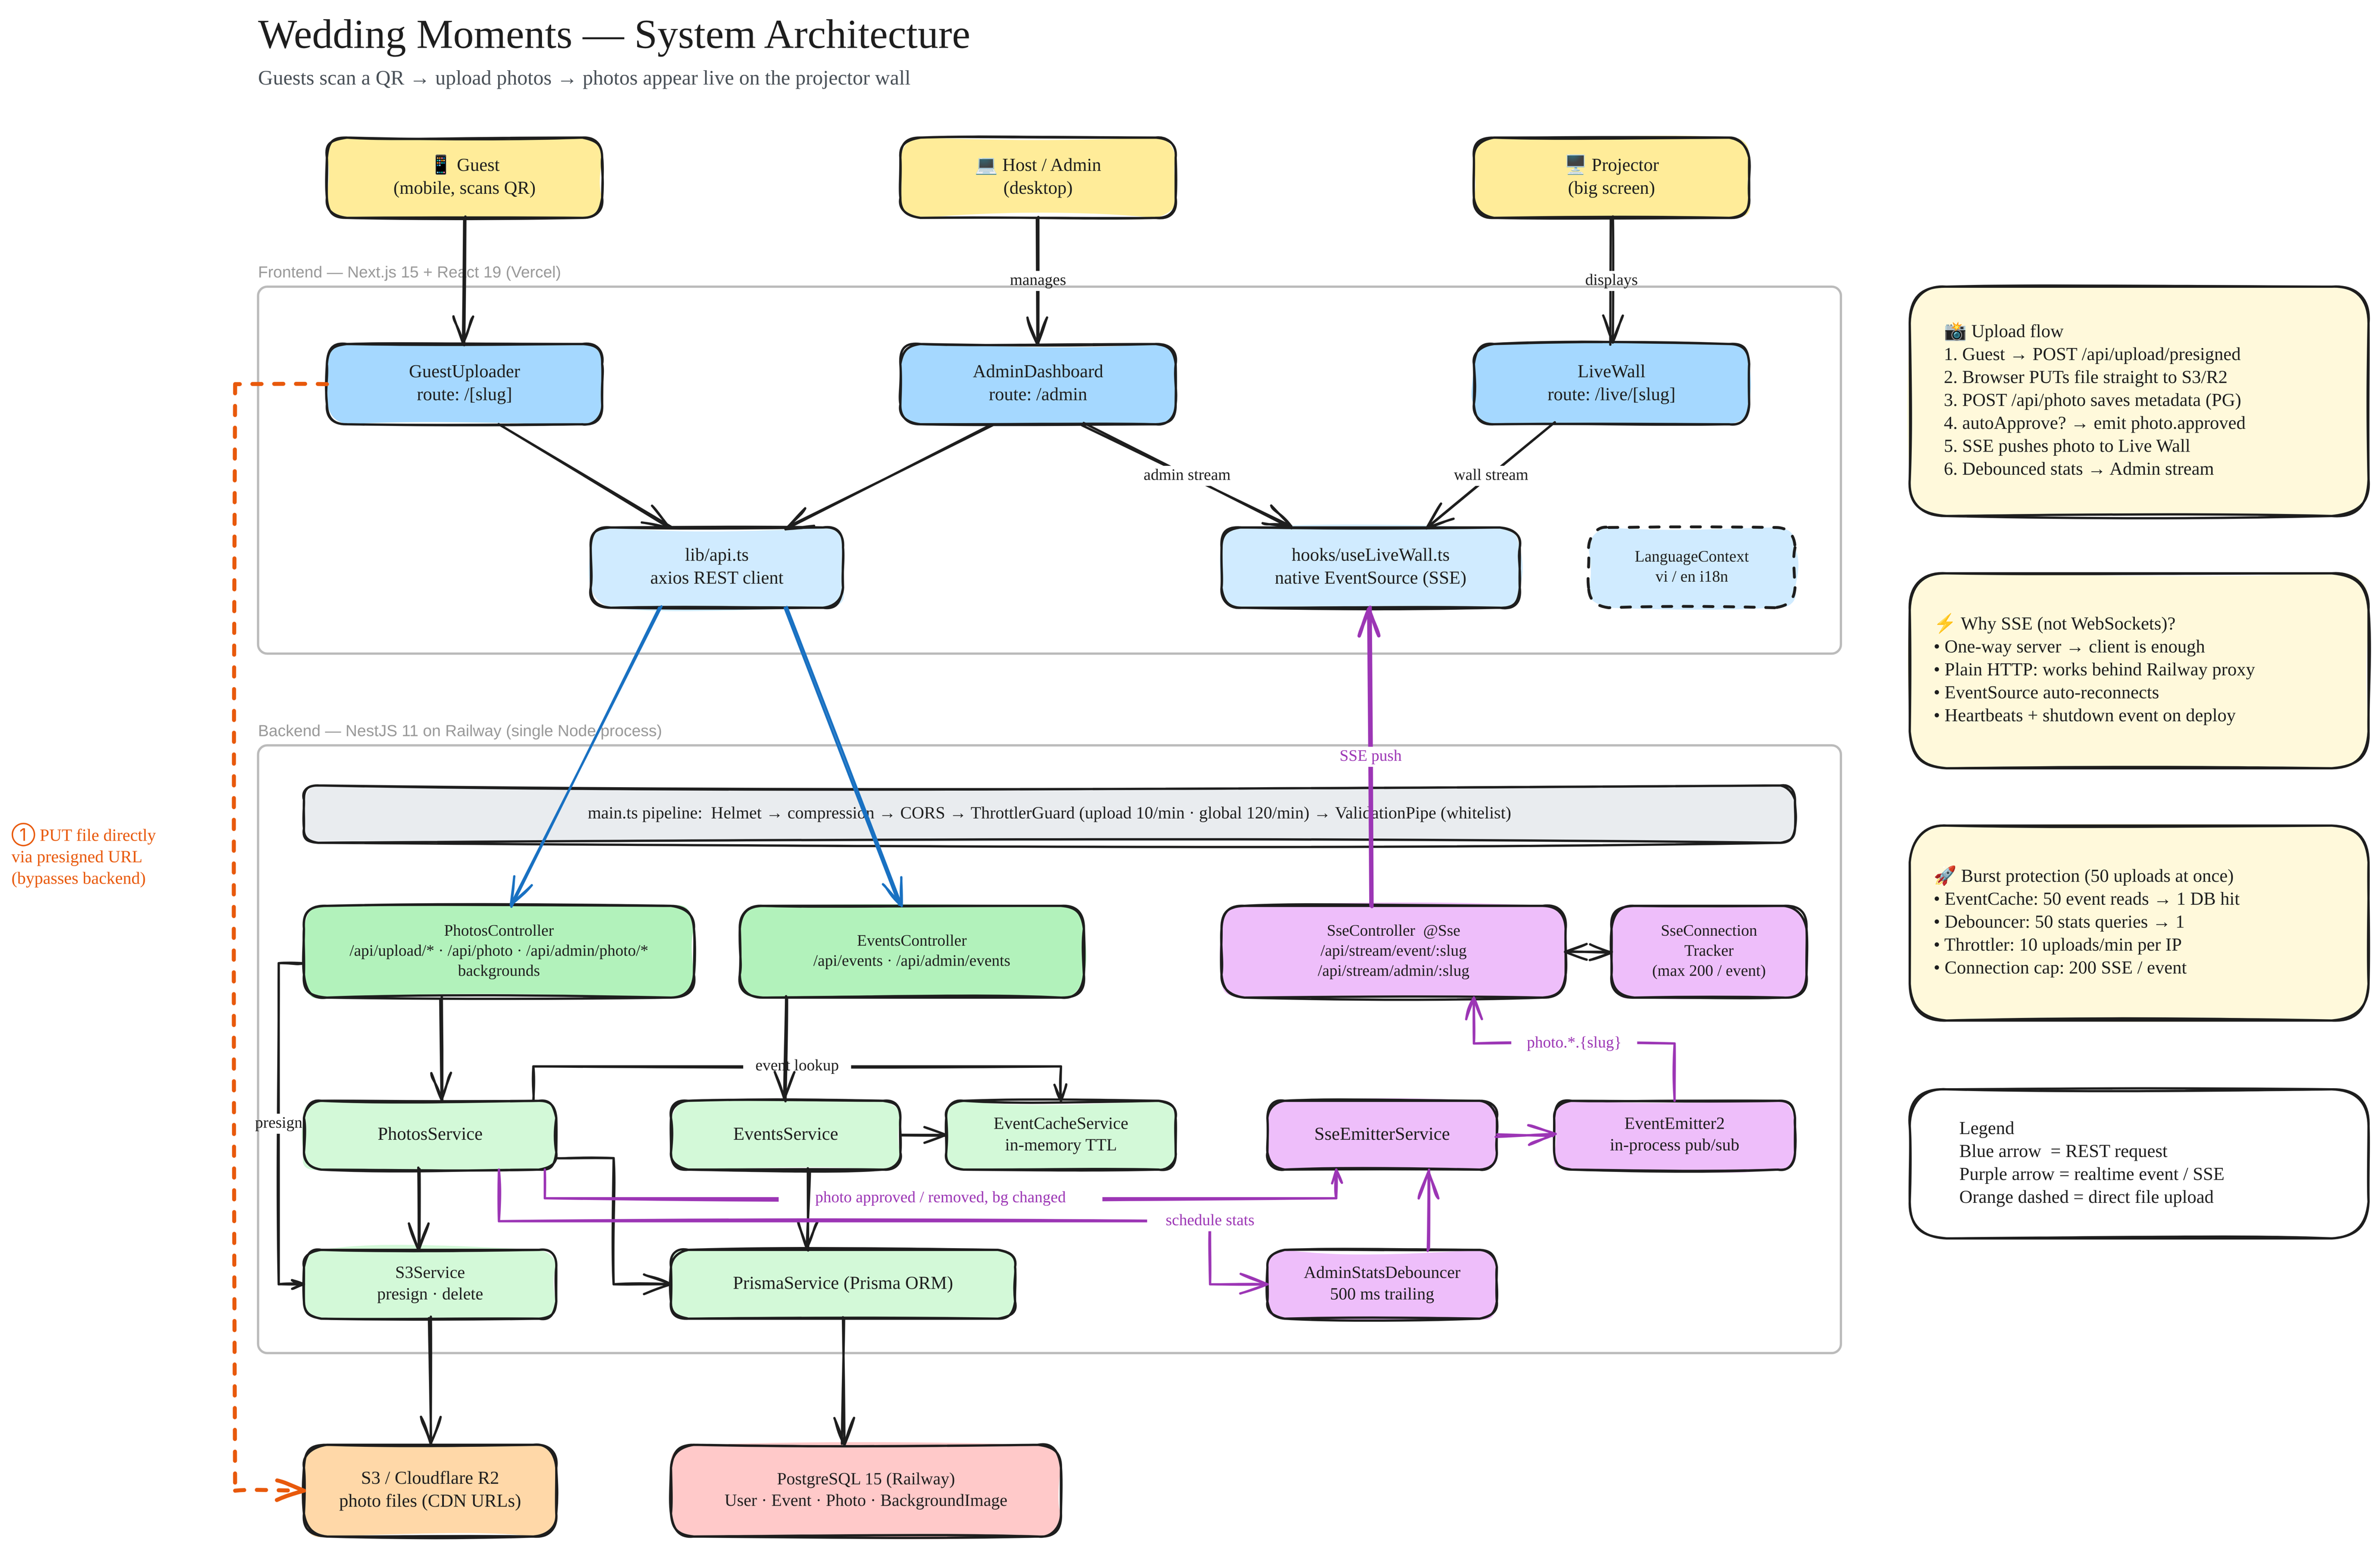 Wedding Moments — System Architecture
Guests scan a QR → upload photos → photos appear live on the projector wall
📱 Guest
(mobile, scans QR)
💻 Host / Admin
(desktop)
🖥️ Projector
(big screen)
Frontend — Next.js 15 + React 19 (Vercel)
manages
displays
GuestUploader
route: /[slug]
AdminDashboard
route: /admin
LiveWall
route: /live/[slug]
admin stream
wall stream
lib/api.ts
axios REST client
hooks/useLiveWall.ts
native EventSource (SSE)
LanguageContext
vi / en i18n
📸 Upload flow
1. Guest → POST /api/upload/presigned
2. Browser PUTs file straight to S3/R2
3. POST /api/photo saves metadata (PG)
4. autoApprove? → emit photo.approved
5. SSE pushes photo to Live Wall
6. Debounced stats → Admin stream
⚡ Why SSE (not WebSockets)?
• One-way server → client is enough
• Plain HTTP: works behind Railway proxy
• EventSource auto-reconnects
• Heartbeats + shutdown event on deploy
Backend — NestJS 11 on Railway (single Node process)
SSE push
main.ts pipeline:  Helmet → compression → CORS → ThrottlerGuard (upload 10/min · global 120/min) → ValidationPipe (whitelist)
① PUT file directly
via presigned URL
(bypasses backend)
🚀 Burst protection (50 uploads at once)
• EventCache: 50 event reads → 1 DB hit
• Debouncer: 50 stats queries → 1
• Throttler: 10 uploads/min per IP
• Connection cap: 200 SSE / event
PhotosController
/api/upload/* · /api/photo · /api/admin/photo/*
backgrounds
EventsController
/api/events · /api/admin/events
SseController  @Sse
/api/stream/event/:slug
/api/stream/admin/:slug
SseConnection
Tracker
(max 200 / event)
photo.*.{slug}
event lookup
presign
PhotosService
EventsService
EventCacheService
in-memory TTL
SseEmitterService
EventEmitter2
in-process pub/sub
Legend
Blue arrow  = REST request
Purple arrow = realtime event / SSE
Orange dashed = direct file upload
photo approved / removed, bg changed
schedule stats
S3Service
presign · delete
PrismaService (Prisma ORM)
AdminStatsDebouncer
500 ms trailing
S3 / Cloudflare R2
photo files (CDN URLs)
PostgreSQL 15 (Railway)
User · Event · Photo · BackgroundImage